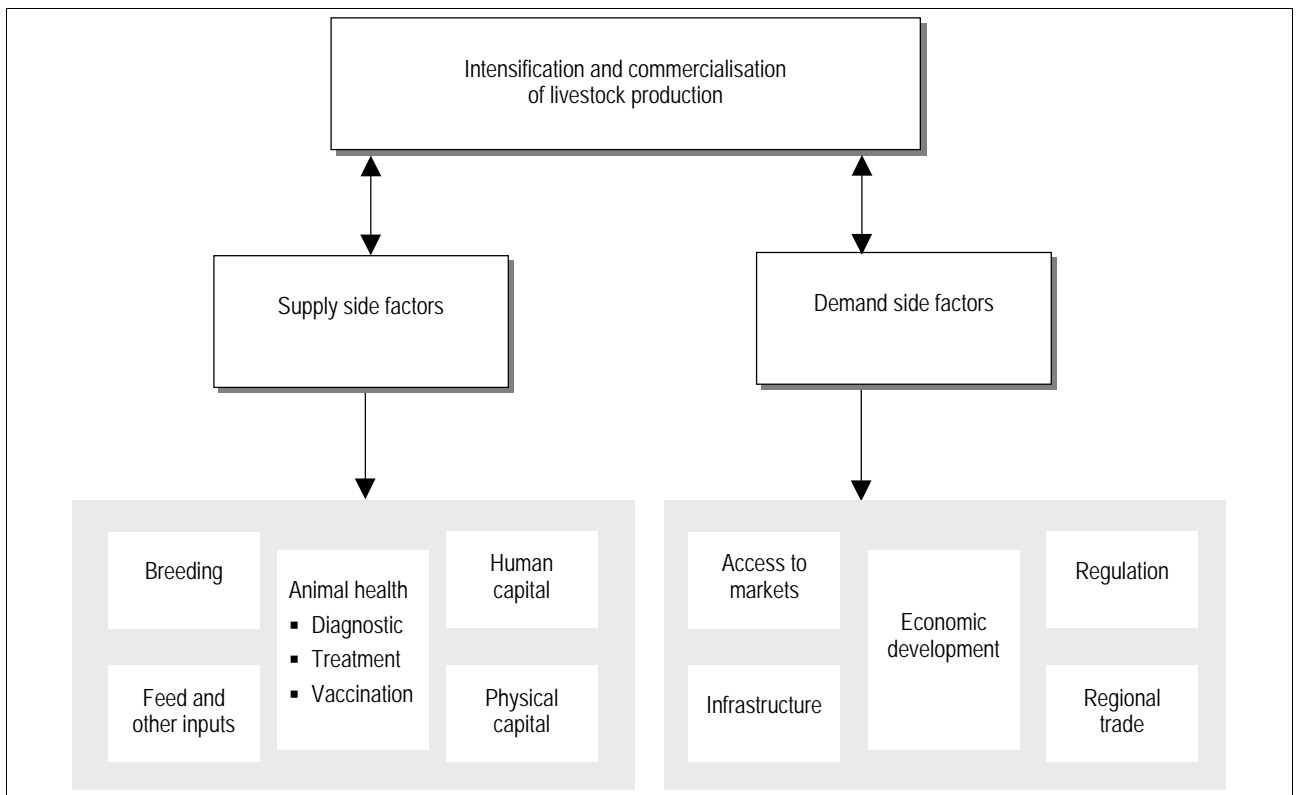 Intensification and commercialisation
of livestock production
Supply side factors
Demand side factors
Breeding
Animal health
▪ Diagnostic
▪ Treatment
▪ Vaccination
Human
capital
Feed and
other inputs
Physical
capital
Access to
markets
Economic
development
Regulation
Infrastructure
Regional
trade